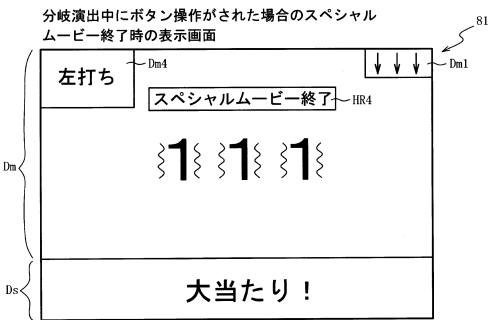 分岐演出中にボタン操作がされた場合のスペシャル
ムービー終了時の表示画面
81
左打ち
Dm4
Dm1
スペシャルムービー終了
HR4
1 1 1
Dm
Ds
大当たり!